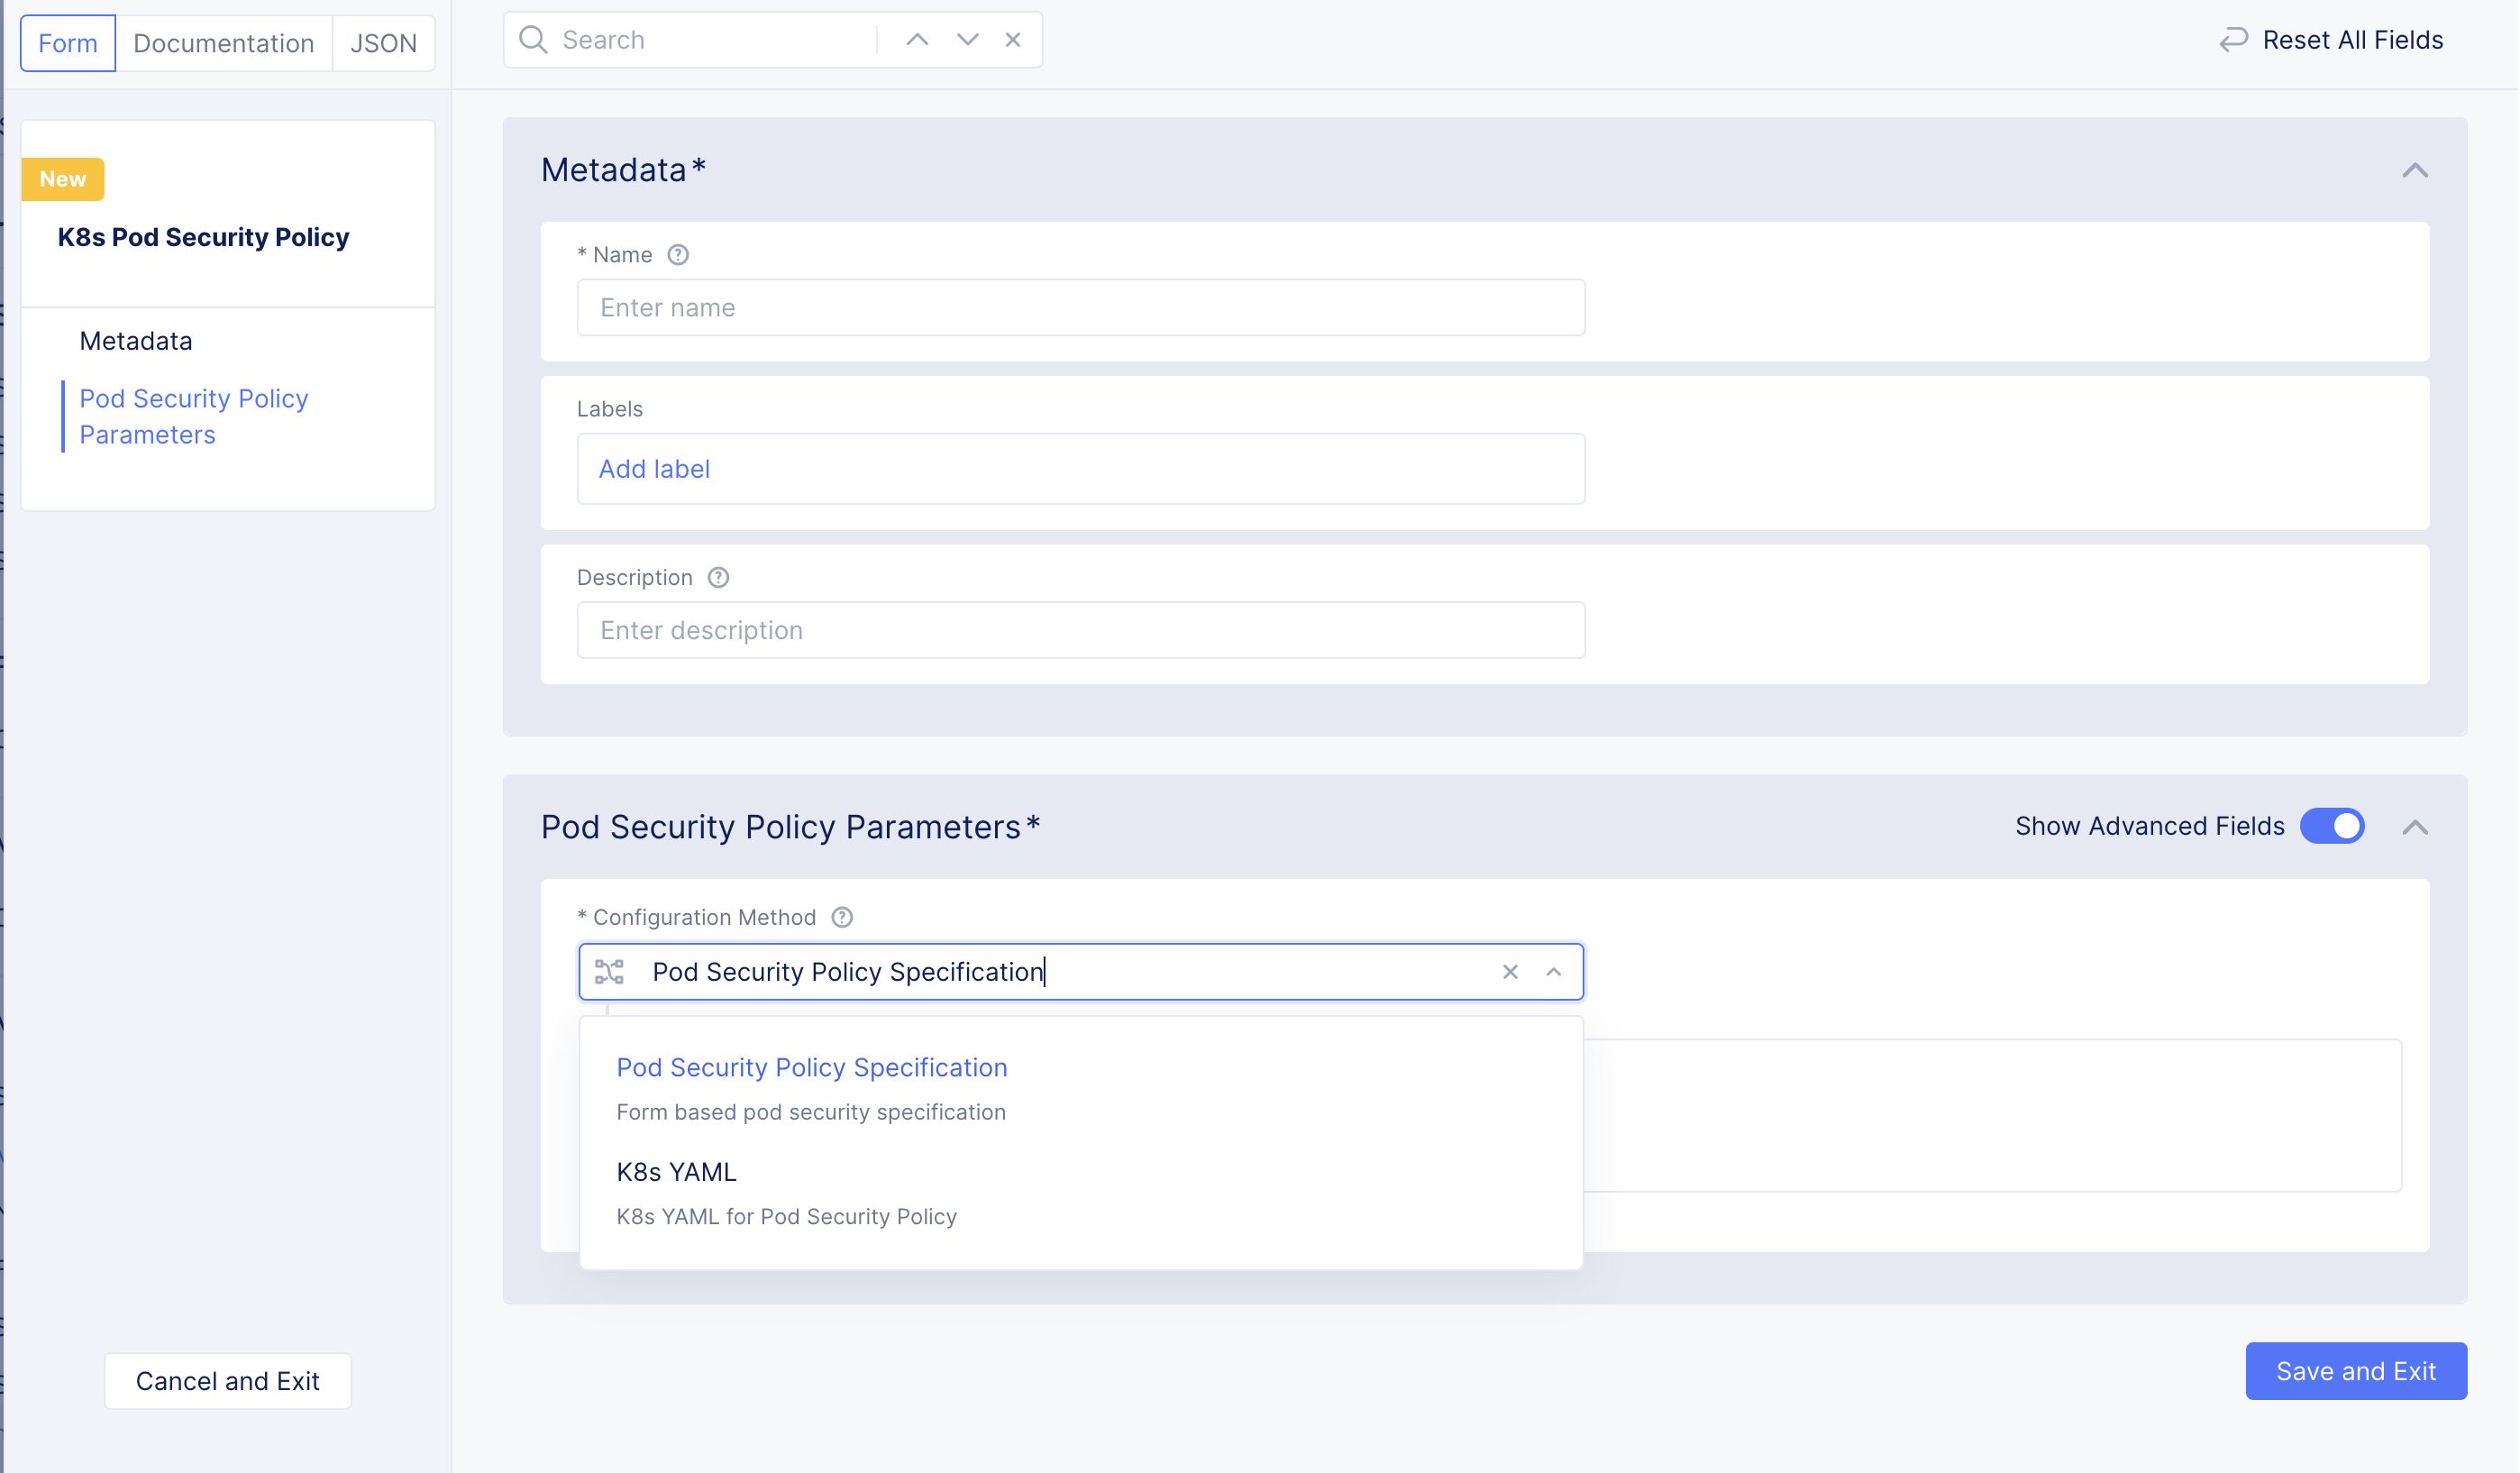 Form
Documentation
JSON
Search
Reset All Fields
New
K8s Pod Security Policy
Metadata
Pod Security Policy
Parameters
Metadata*
* Name
Enter name
Labels
Add label
Description
Enter description
Pod Security Policy Parameters*
Show Advanced Fields
* Configuration Method
Pod Security Policy Specification
Pod Security Policy Specification
Form based pod security specification
K8s YAML
K8s YAML for Pod Security Policy
Cancel and Exit
Save and Exit